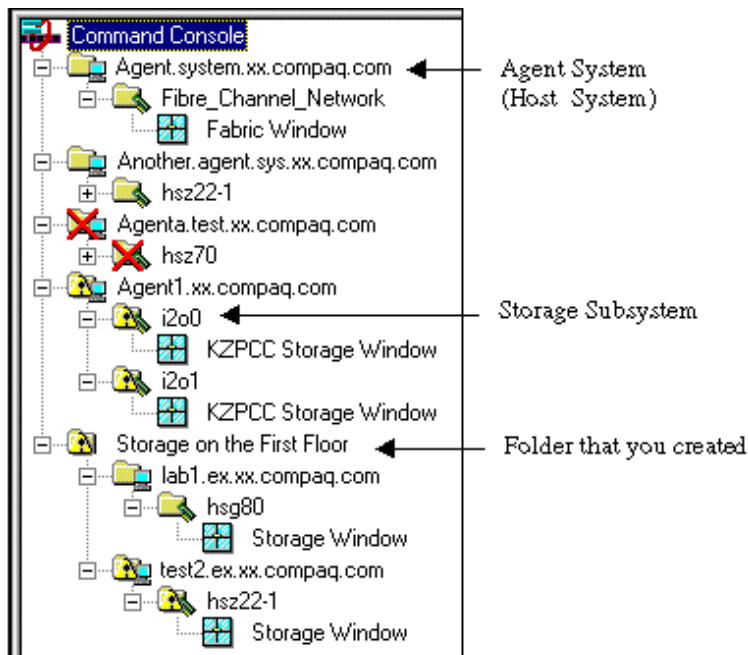 Command Console
Agent.system.xx.compaq.com
Agent System
(Host System)
Fibre_Channel_Network
Fabric Window
Another.agent.sys.xx.compaq.com
hsz22-1
Agenta.test.xx.compaq.com
hsz70
Agent1.xx.compaq.com
i2o0
Storage Subsystem
KZPCC Storage Window
i2o1
KZPCC Storage Window
Storage on the First Floor
Folder that you created
lab1.ex.xx.compaq.com
hsg80
Storage Window
test2.ex.xx.compaq.com
hsz22-1
Storage Window